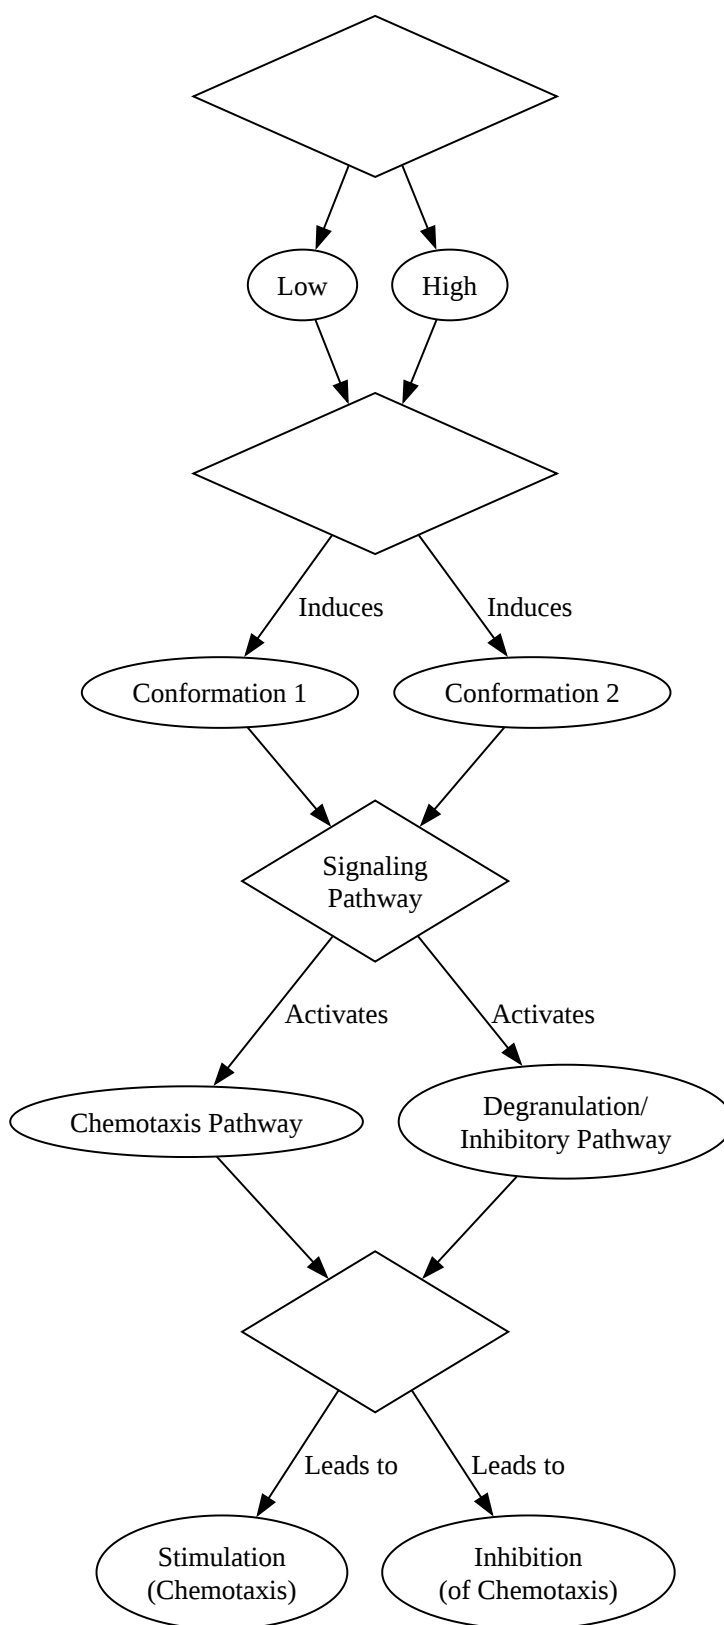 Low
High
Induces
Induces
Conformation 1
Conformation 2
Signaling
Pathway
Activates
Activates
Chemotaxis Pathway
Degranulation/
Inhibitory Pathway
Leads to
Leads to
Stimulation
(Chemotaxis)
Inhibition
(of Chemotaxis)